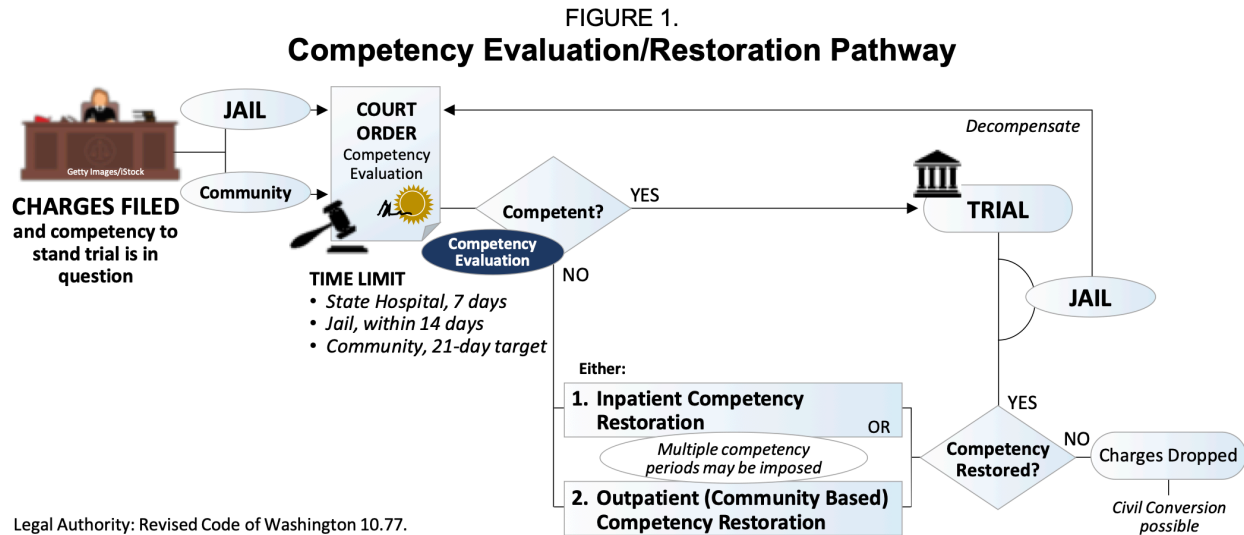 FIGURE 1.
Competency Evaluation/Restoration Pathway
Getty Images/iStock
CHARGES FILED
and competency to
stand trial is in
question
JAIL
Community
COURT
ORDER
Competency
Evaluation
TIME LIMIT
• State Hospital, 7 days
• Jail, within 14 days
• Community, 21-day target
Competent?
Competency
Evaluation
YES
NO
TRIAL
Decompensate
JAIL
Either:
1. Inpatient Competency
Restoration
OR
Multiple competency
periods may be imposed
2. Outpatient (Community Based)
Competency Restoration
YES
Competency
Restored?
NO
Charges Dropped
Civil Conversion
possible
Legal Authority: Revised Code of Washington 10.77.